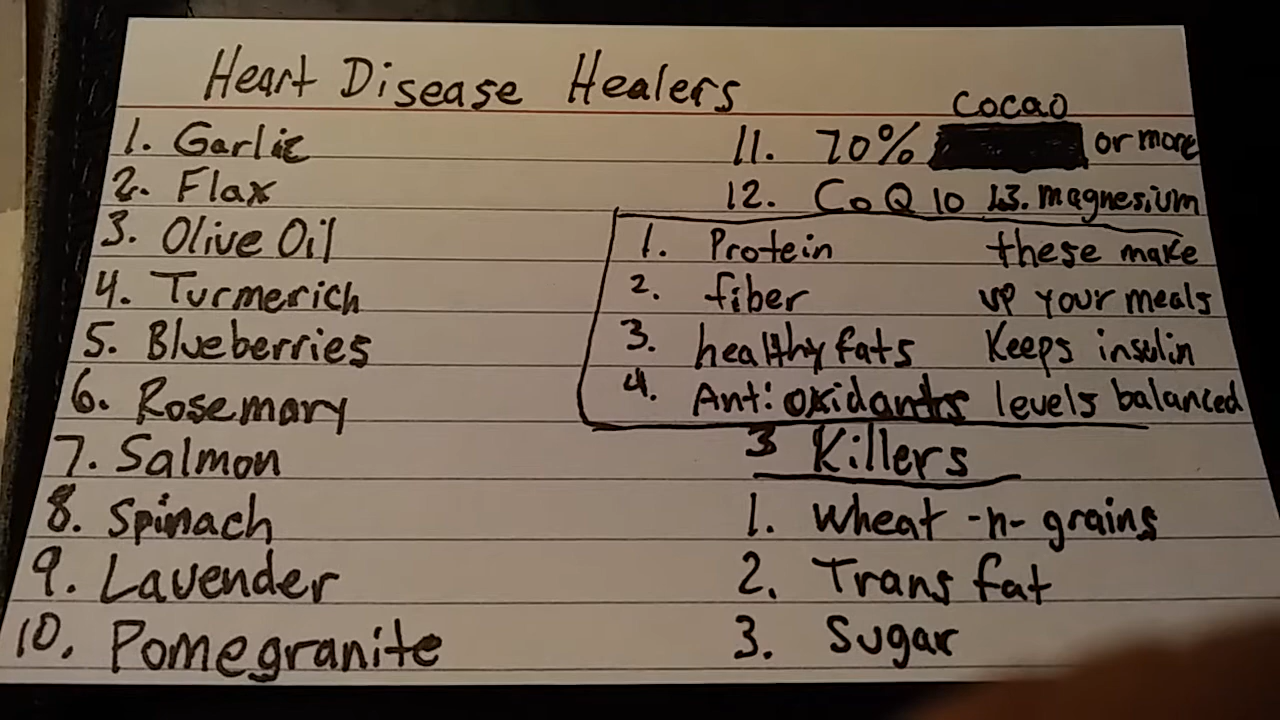 Heart Disease Healers
1. Garlic
2. Flax
3. Olive Oil
4. Turmerich
5. Blueberries
6. Rosemary
7. Salmon
8. Spinach
9. Lavender
10. Pomegranite
cocao
11. 70% or more
12. CoQ10 13. magnesium
1. Protein these make
2. fiber up your meals
3. healthy fats Keeps insulin
4. Antioxidants levels balanced
3 Killers
1. wheat -n- grains
2. Trans fat
3. Sugar